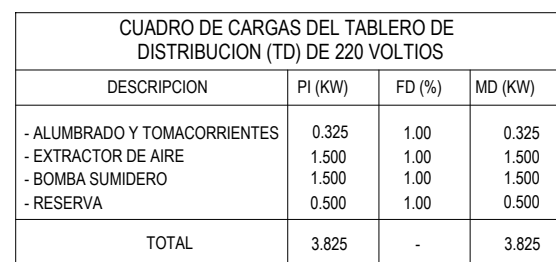 CUADRO DE CARGAS DEL TABLERO DE
DISTRIBUCION (TD) DE 220 VOLTIOS
DESCRIPCION PI (KW) FD (%) MD (KW)
- ALUMBRADO Y TOMACORRIENTES 0.325 1.00 0.325
- EXTRACTOR DE AIRE 1.500 1.00 1.500
- BOMBA SUMIDERO 1.500 1.00 1.500
- RESERVA 0.500 1.00 0.500
TOTAL 3.825 - 3.825